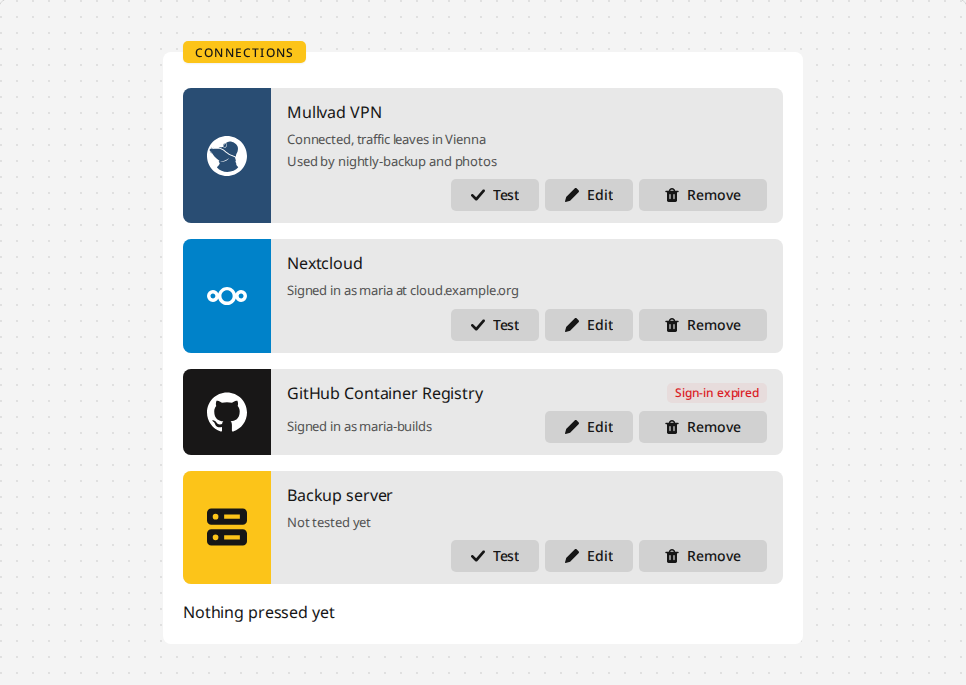 CONNECTIONS
Mullvad VPN
Connected, traffic leaves in Vienna
Used by nightly-backup and photos
Test Edit Remove
Nextcloud
Signed in as maria at cloud.example.org
Test Edit Remove
GitHub Container Registry Sign-in expired
Signed in as maria-builds Edit Remove
Backup server
Not tested yet
Test Edit Remove
Nothing pressed yet